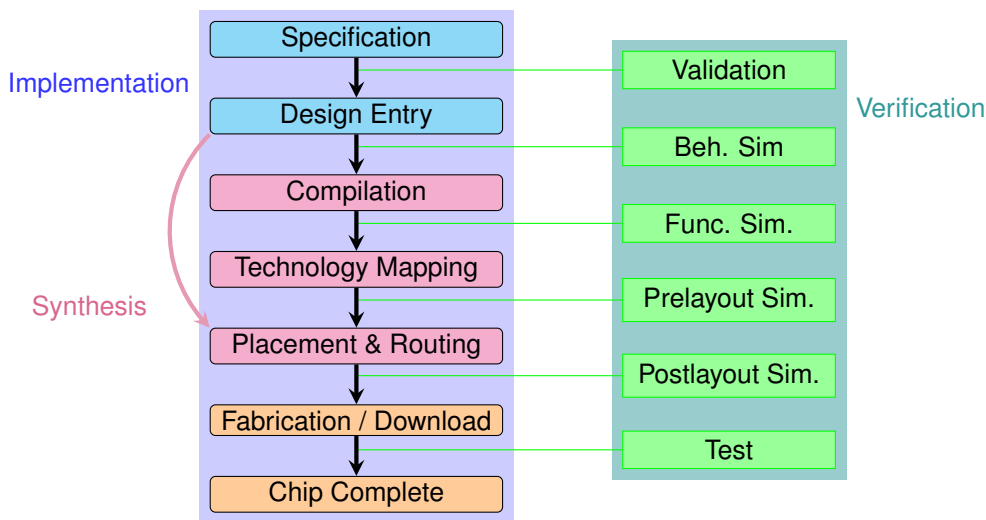 Specification
Implementation
Validation
Design Entry
Verification
Beh. Sim
Compilation
Func. Sim.
Technology Mapping
Prelayout Sim.
Synthesis
Placement & Routing
Postlayout Sim.
Fabrication / Download
Test
Chip Complete